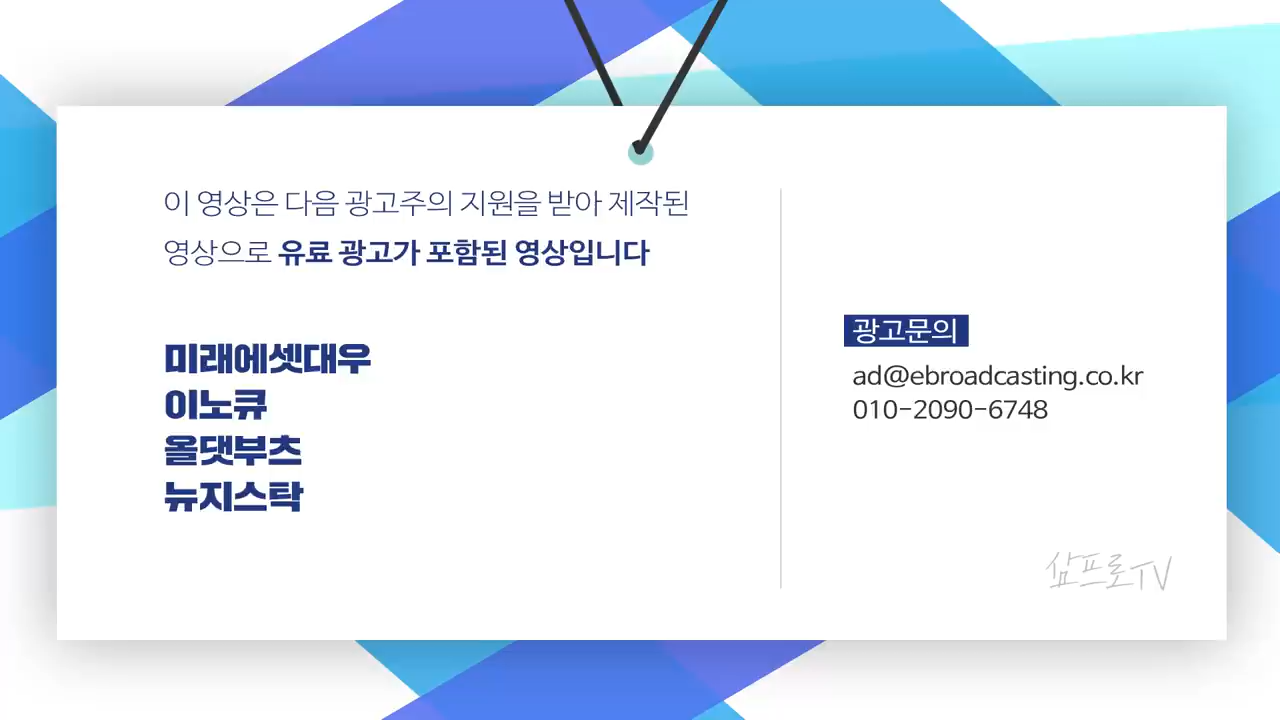 이 영상은 다음 광고주의 지원을 받아 제작된
영상으로 유료 광고가 포함된 영상입니다
미래에셋대우
이노큐
올댓부츠
뉴지스탁
광고문의
ad@ebroadcasting.co.kr
010-2090-6748
삼프로TV